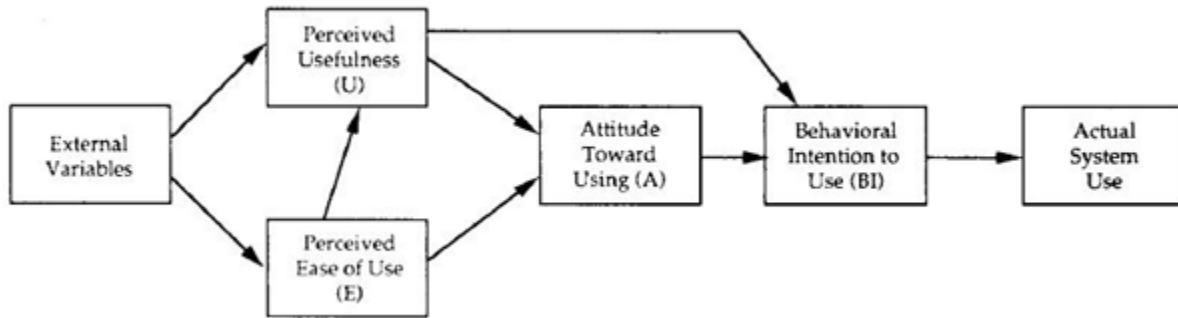 External
Variables
Perceived
Usefulness
(U)
Perceived
Ease of Use
(E)
Attitude
Toward
Using (A)
Behavioral
Intention to
Use (BI)
Actual
System
Use